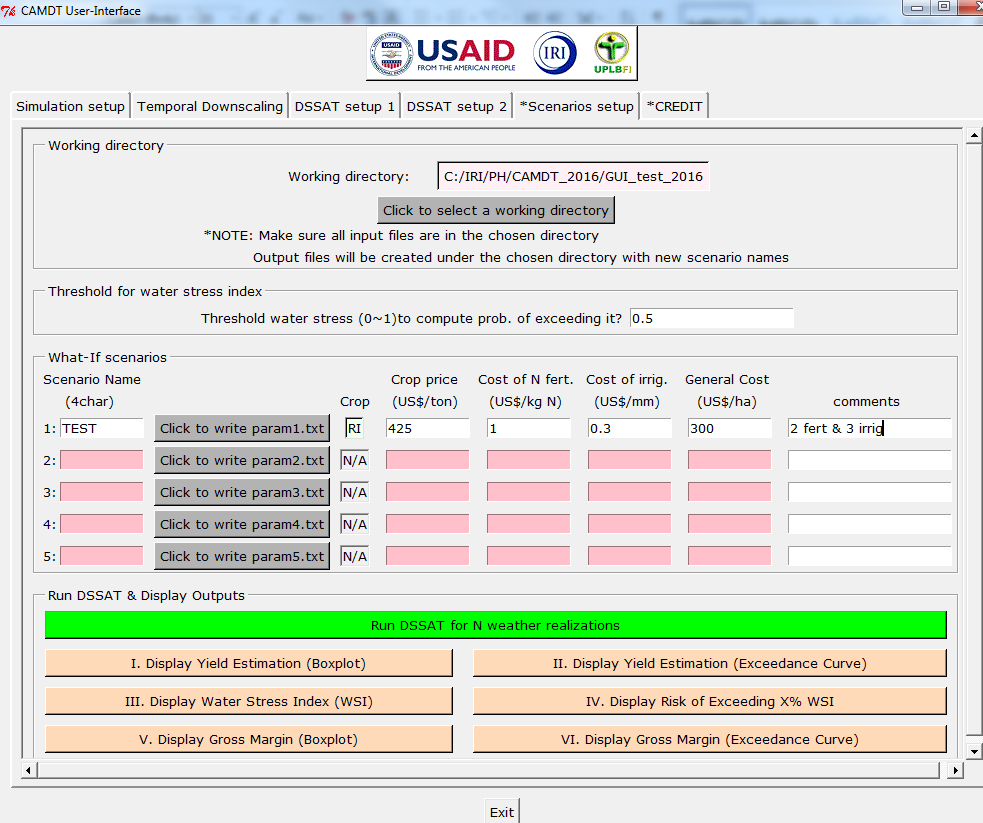 CAMDT User-Interface
USAID
FROM THE AMERICAN PEOPLE
IRI
UPLBFI
Simulation setup Temporal Downscaling DSSAT setup 1 DSSAT setup 2 *Scenarios setup *CREDIT
Working directory
Working directory: C:/IRI/PH/CAMDT_2016/GUI_test_2016
Click to select a working directory
*NOTE: Make sure all input files are in the chosen directory
Output files will be created under the chosen directory with new scenario names
Threshold for water stress index
Threshold water stress (0~1)to compute prob. of exceeding it? 0.5
What-If scenarios
Scenario Name Crop price Cost of N fert. Cost of irrig. General Cost
(4char) Crop (US$/ton) (US$/kg N) (US$/mm) (US$/ha) comments
1: TEST Click to write param1.txt RI 425 1 0.3 300 2 fert & 3 irrig
2: Click to write param2.txt N/A
3: Click to write param3.txt N/A
4: Click to write param4.txt N/A
5: Click to write param5.txt N/A
Run DSSAT & Display Outputs
Run DSSAT for N weather realizations
I. Display Yield Estimation (Boxplot) II. Display Yield Estimation (Exceedance Curve)
III. Display Water Stress Index (WSI) IV. Display Risk of Exceeding X% WSI
V. Display Gross Margin (Boxplot) VI. Display Gross Margin (Exceedance Curve)
Exit